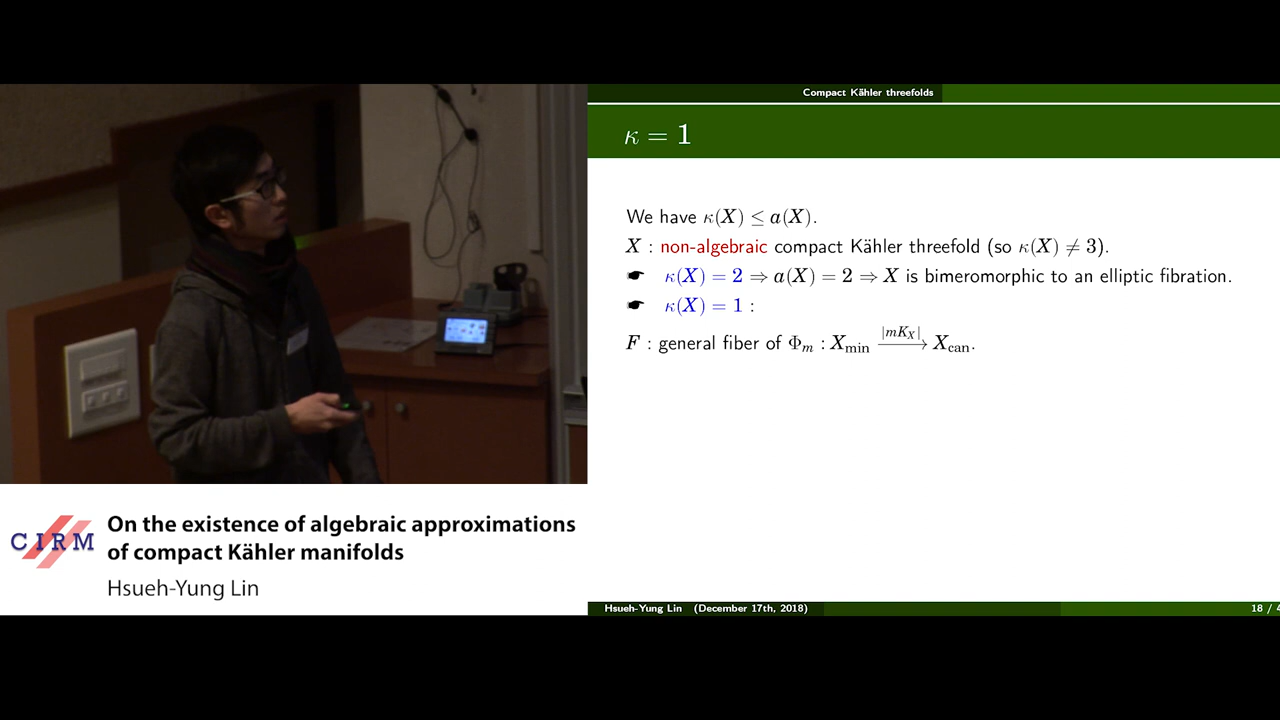 Compact Kähler threefolds
κ = 1
We have κ(X) ≤ a(X).
X : non-algebraic compact Kähler threefold (so κ(X) ≠ 3).
☛ κ(X) = 2 ⇒ a(X) = 2 ⇒ X is bimeromorphic to an elliptic fibration.
☛ κ(X) = 1 :
F : general fiber of Φ_m : X_min —|mK_X|→ X_can.
CIRM
On the existence of algebraic approximations
of compact Kähler manifolds
Hsueh-Yung Lin
Hsueh-Yung Lin (December 17th, 2018)
18 / 4